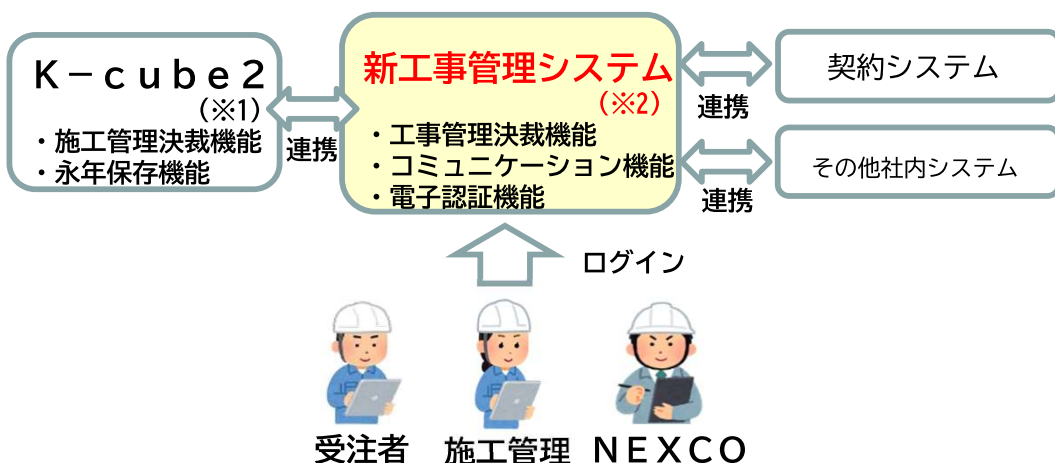 K－cube2
(※1)
・施工管理決裁機能
・永年保存機能
連携
新工事管理システム
(※2)
・工事管理決裁機能
・コミュニケーション機能
・電子認証機能
連携
契約システム
連携
その他社内システム
ログイン
受注者
施工管理
NEXCO